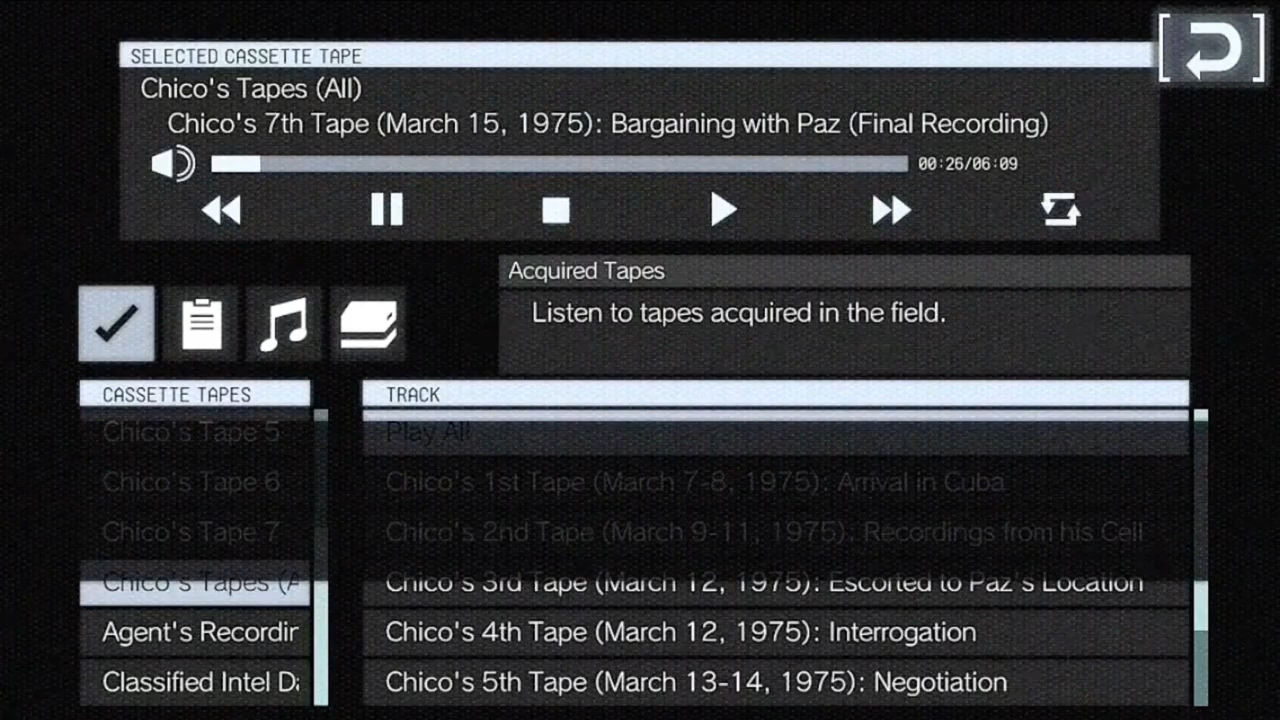 SELECTED CASSETTE TAPE
Chico's Tapes (All)
Chico's 7th Tape (March 15, 1975): Bargaining with Paz (Final Recording)
00:26/06:09
Acquired Tapes
Listen to tapes acquired in the field.
CASSETTE TAPES
Chico's Tape 5
Chico's Tape 6
Chico's Tape 7
Chico's Tapes (A
Agent's Recordin
Classified Intel Da
TRACK
Play All
Chico's 1st Tape (March 7-8, 1975): Arrival in Cuba
Chico's 2nd Tape (March 9-11, 1975): Recordings from his Cell
Chico's 3rd Tape (March 12, 1975): Escorted to Paz's Location
Chico's 4th Tape (March 12, 1975): Interrogation
Chico's 5th Tape (March 13-14, 1975): Negotiation